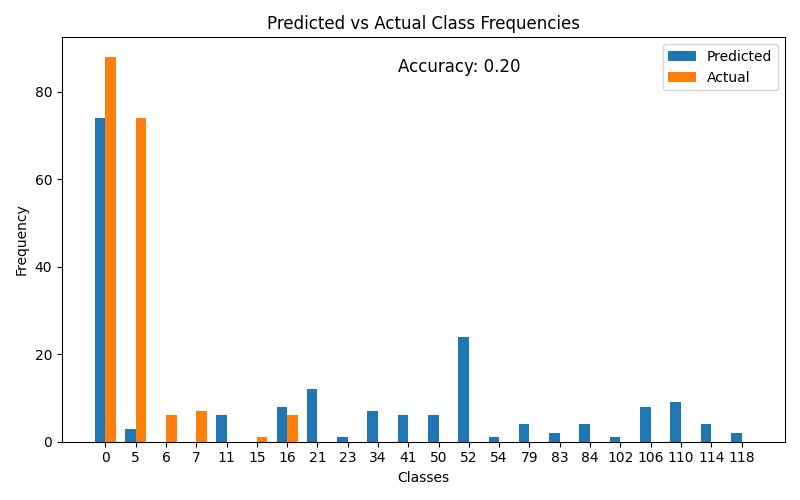 Predicted vs Actual Class Frequencies
Accuracy: 0.20
Predicted
Actual
Frequency
80
60
40
20
0
0 5 6 7 11 15 16 21 23 34 41 50 52 54 79 83 84 102 106 110 114 118
Classes